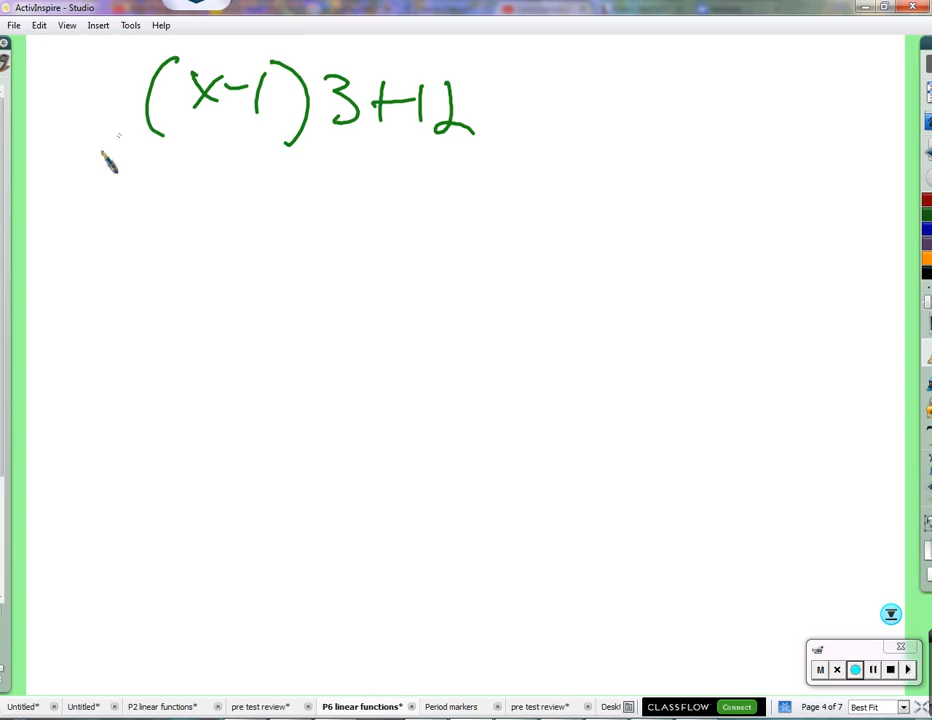 ActivInspire - Studio
File Edit View Insert Tools Help
(x-1)3+12
M
Untitled* Untitled* P2 linear functions* pre test review* P6 linear functions* Period markers pre test review* Deskt CLASSFLOW Connect Page 4 of 7 Best Fit